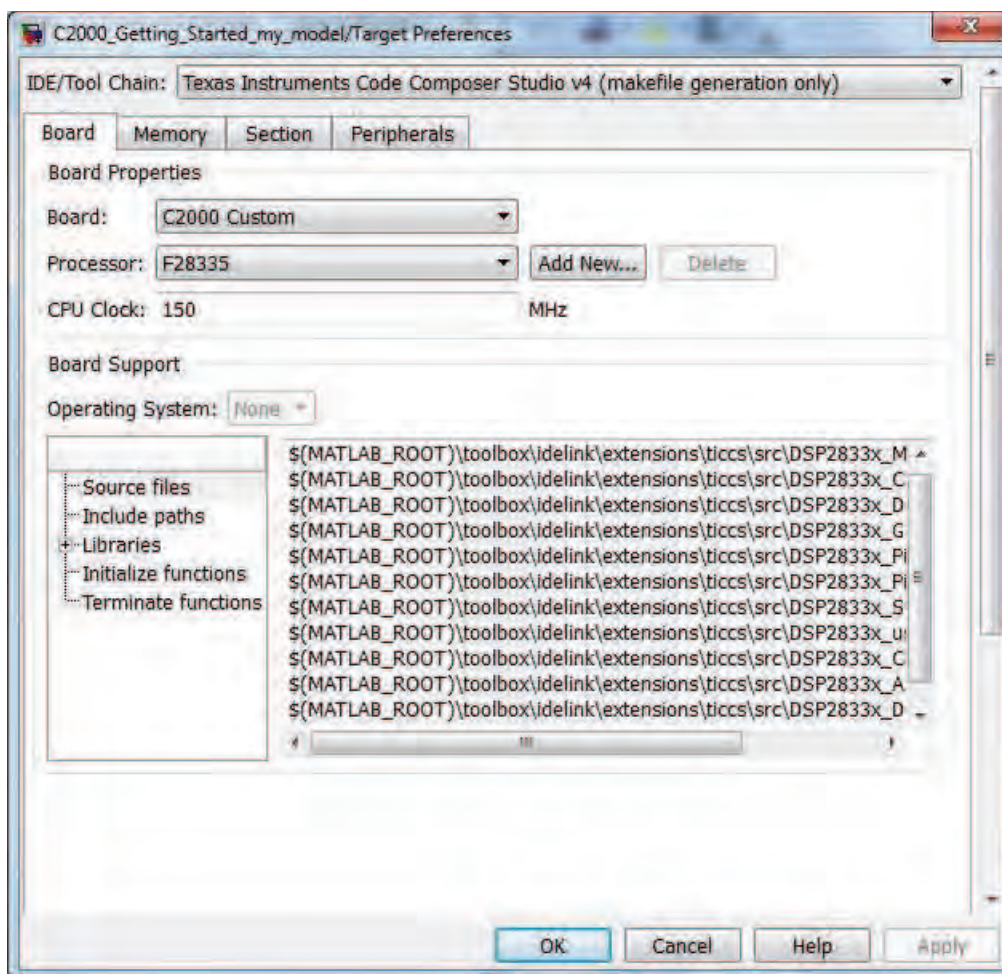 C2000_Getting_Started_my_model/Target Preferences
IDE/Tool Chain: Texas Instruments Code Composer Studio v4 (makefile generation only)
Board Memory Section Peripherals
Board Properties
Board: C2000 Custom
Processor: F28335 Add New... Delete
CPU Clock: 150 MHz
Board Support
Operating System: None
Source files
Include paths
Libraries
Initialize functions
Terminate functions
$(MATLAB_ROOT)\toolbox\idelink\extensions\ticcs\src\DSP2833x_M
$(MATLAB_ROOT)\toolbox\idelink\extensions\ticcs\src\DSP2833x_C
$(MATLAB_ROOT)\toolbox\idelink\extensions\ticcs\src\DSP2833x_D
$(MATLAB_ROOT)\toolbox\idelink\extensions\ticcs\src\DSP2833x_G
$(MATLAB_ROOT)\toolbox\idelink\extensions\ticcs\src\DSP2833x_Pi
$(MATLAB_ROOT)\toolbox\idelink\extensions\ticcs\src\DSP2833x_Pi
$(MATLAB_ROOT)\toolbox\idelink\extensions\ticcs\src\DSP2833x_S
$(MATLAB_ROOT)\toolbox\idelink\extensions\ticcs\src\DSP2833x_u
$(MATLAB_ROOT)\toolbox\idelink\extensions\ticcs\src\DSP2833x_C
$(MATLAB_ROOT)\toolbox\idelink\extensions\ticcs\src\DSP2833x_A
$(MATLAB_ROOT)\toolbox\idelink\extensions\ticcs\src\DSP2833x_D
OK Cancel Help Apply